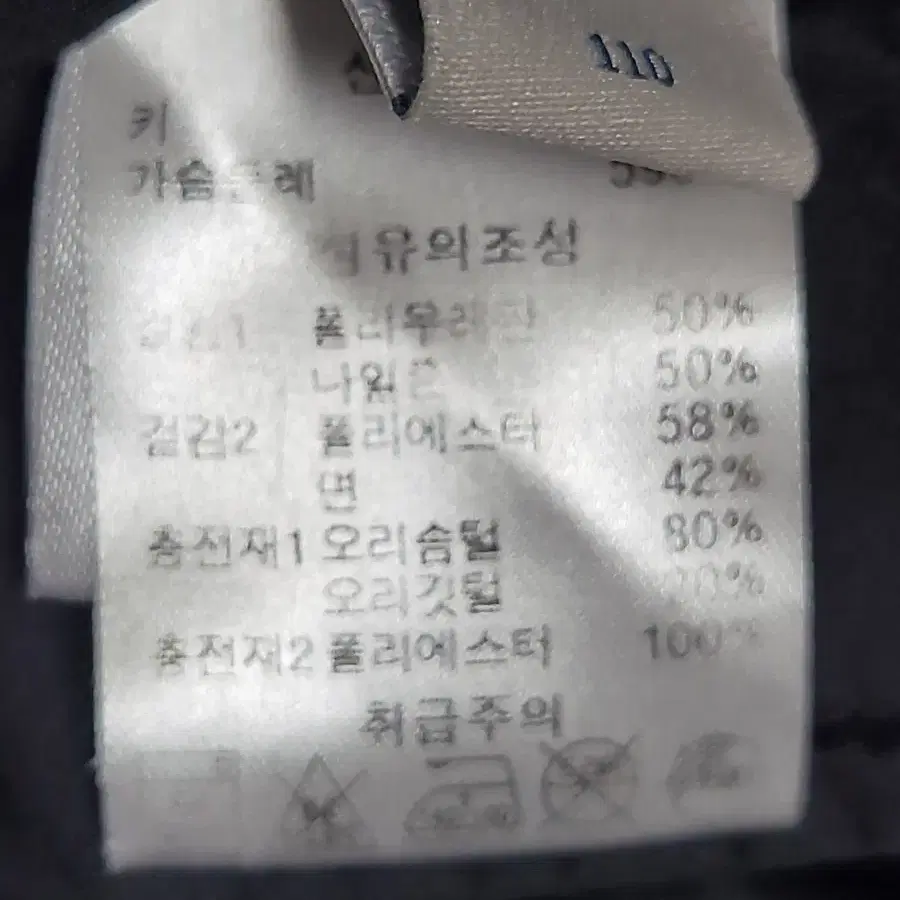 110
키
가슴둘레
섬유의조성
겉감1 폴리우레탄 50%
나일론 50%
겉감2 폴리에스터 58%
면 42%
충전재1 오리솜털 80%
오리깃털
충전재2 폴리에스터 100%
취급주의